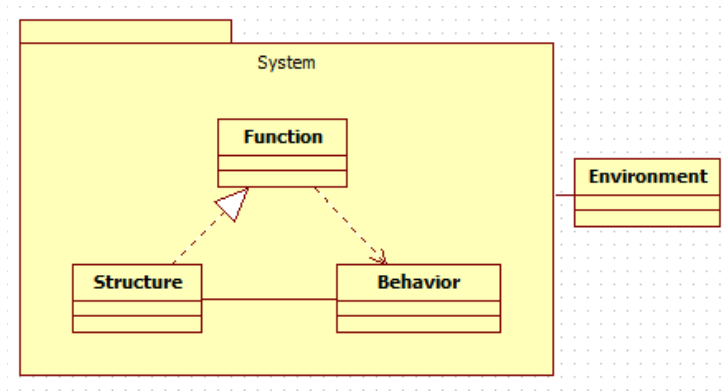 System
Function
Environment
Structure
Behavior